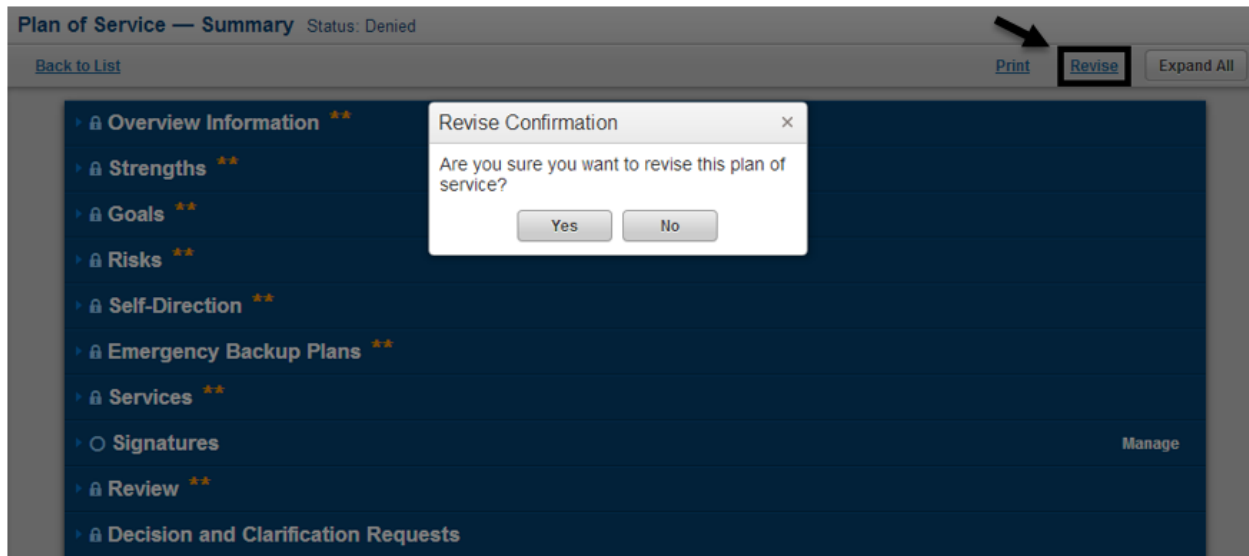 Plan of Service — Summary Status: Denied
Back to List Print Revise Expand All
Overview Information **
Revise Confirmation ×
Are you sure you want to revise this plan of
service?
Yes No
Strengths **
Goals **
Risks **
Self-Direction **
Emergency Backup Plans **
Services **
Signatures Manage
Review **
Decision and Clarification Requests